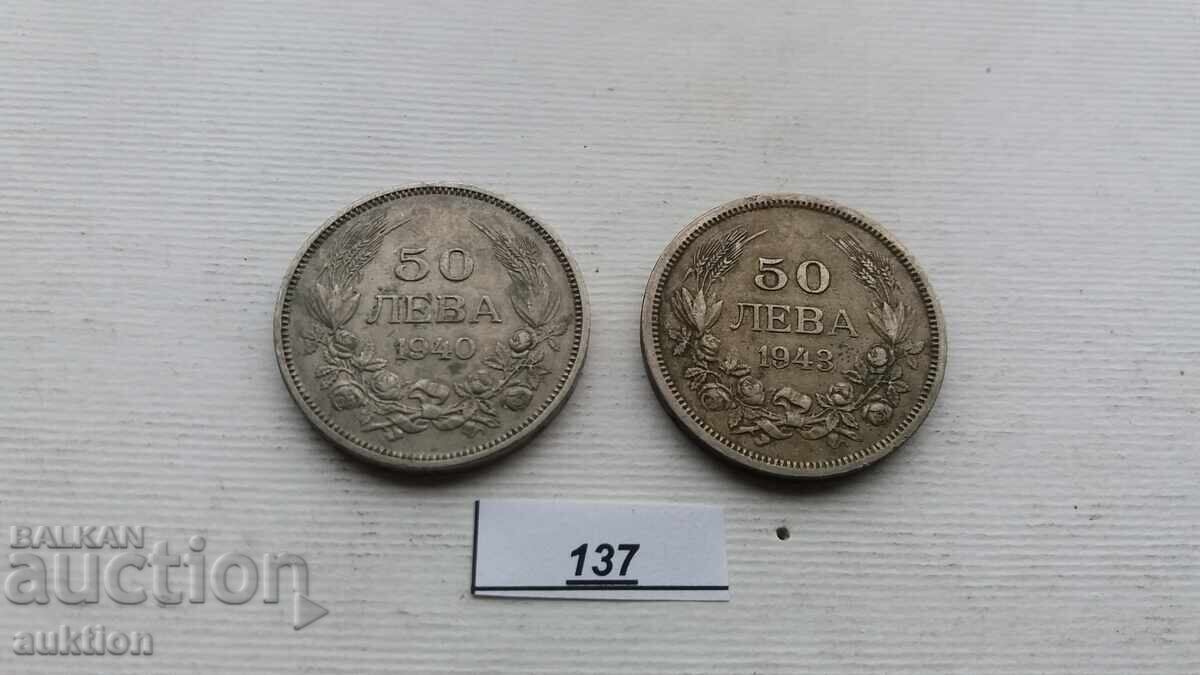 50
ЛЕВА
1940
50
ЛЕВА
1943
137
BALKAN
auction
auktion